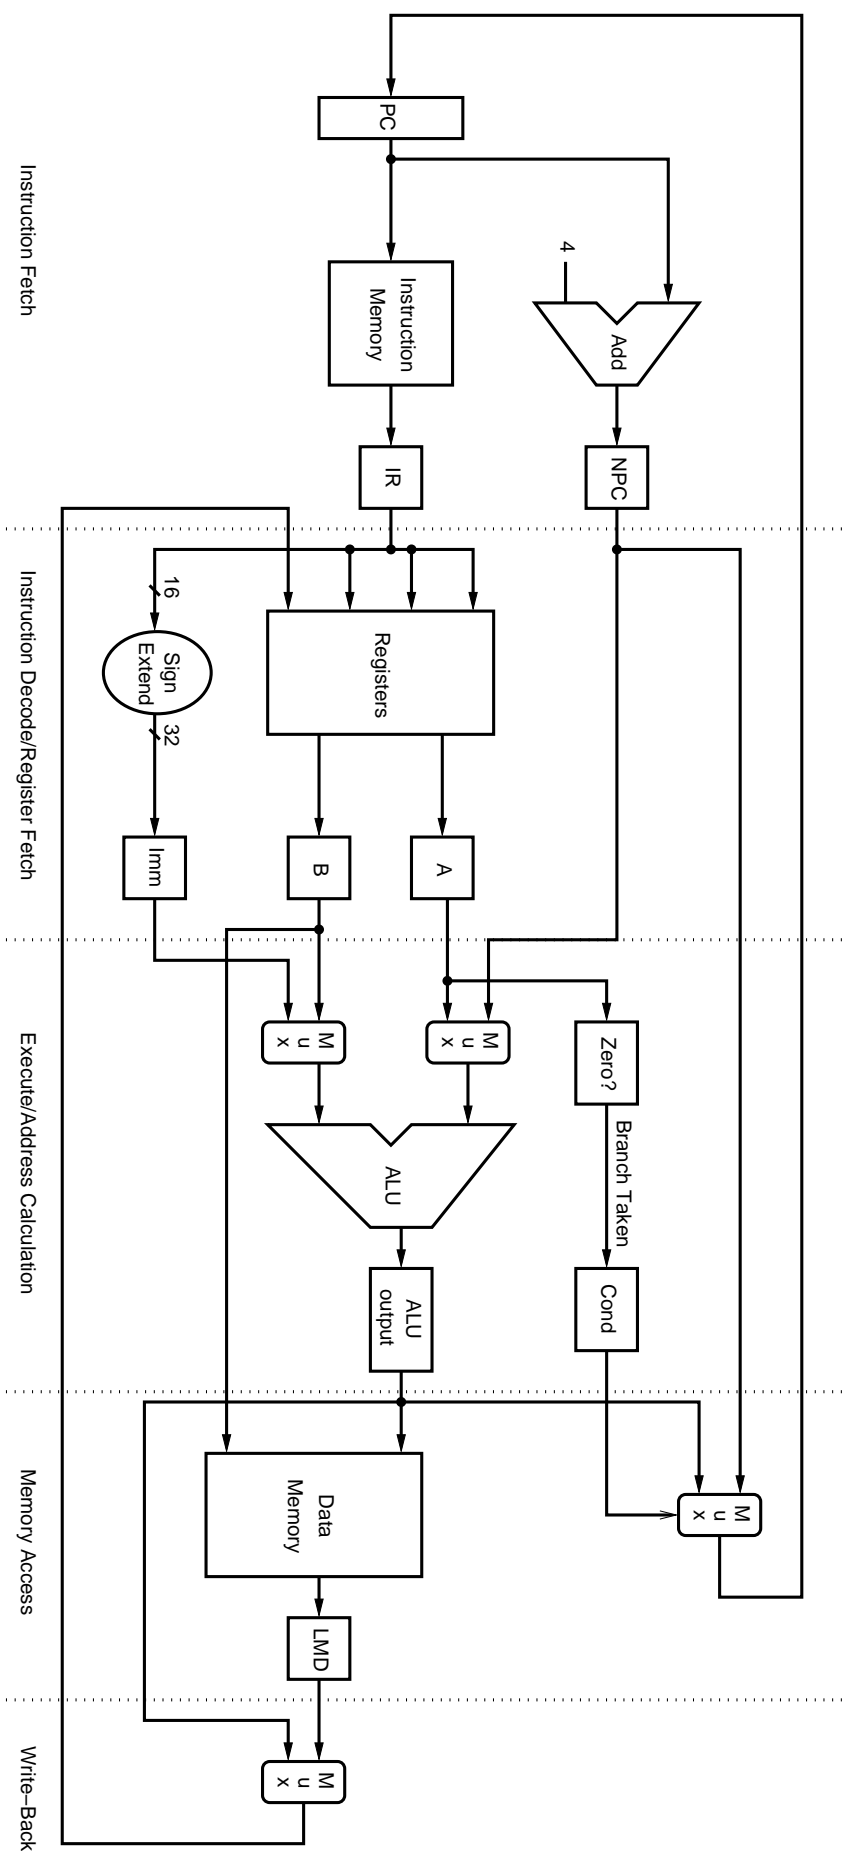 PC
4
Add
Instruction
Memory
NPC
IR
Instruction Fetch
16
Sign
Extend
32
Registers
A
B
Imm
Instruction Decode/Register Fetch
Zero?
Branch Taken
Cond
M
u
x
M
u
x
ALU
ALU
output
Execute/Address Calculation
M
u
x
Data
Memory
LMD
Memory Access
M
u
x
Write–Back